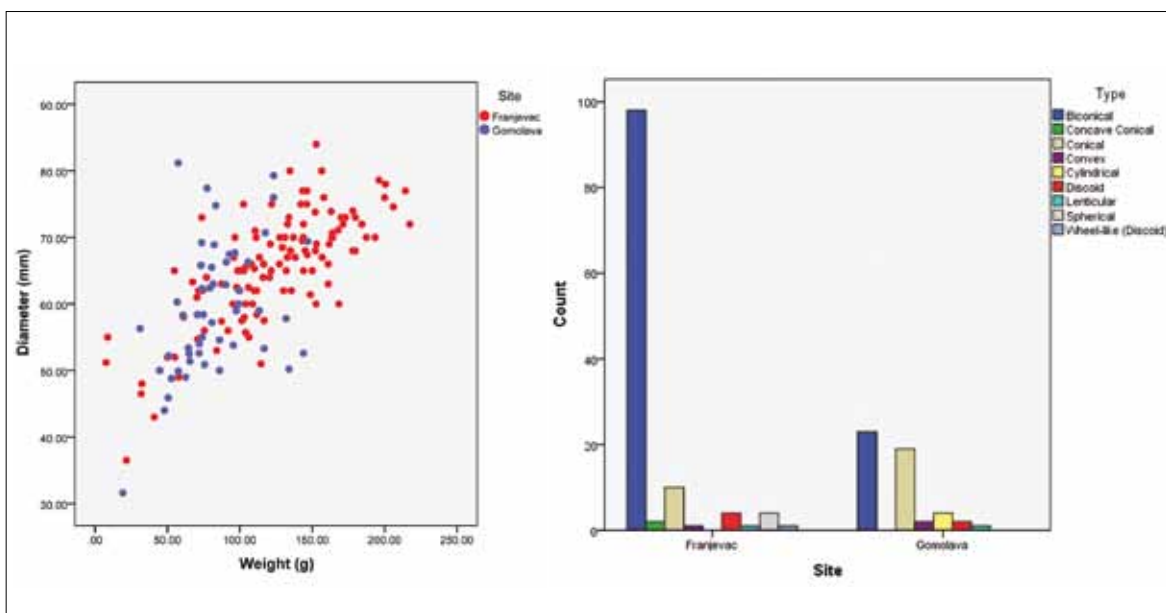 Site
Franjevac
Gomolava
Diameter (mm)
90.00
80.00
70.00
60.00
50.00
40.00
30.00
.00
50.00
100.00
150.00
200.00
250.00
Weight (g)
Type
Biconical
Concave Conical
Conical
Convex
Cylindrical
Discoid
Lenticular
Spherical
Wheel-like (Discoid)
Count
100
80
60
40
20
0
Franjevac
Gomolava
Site